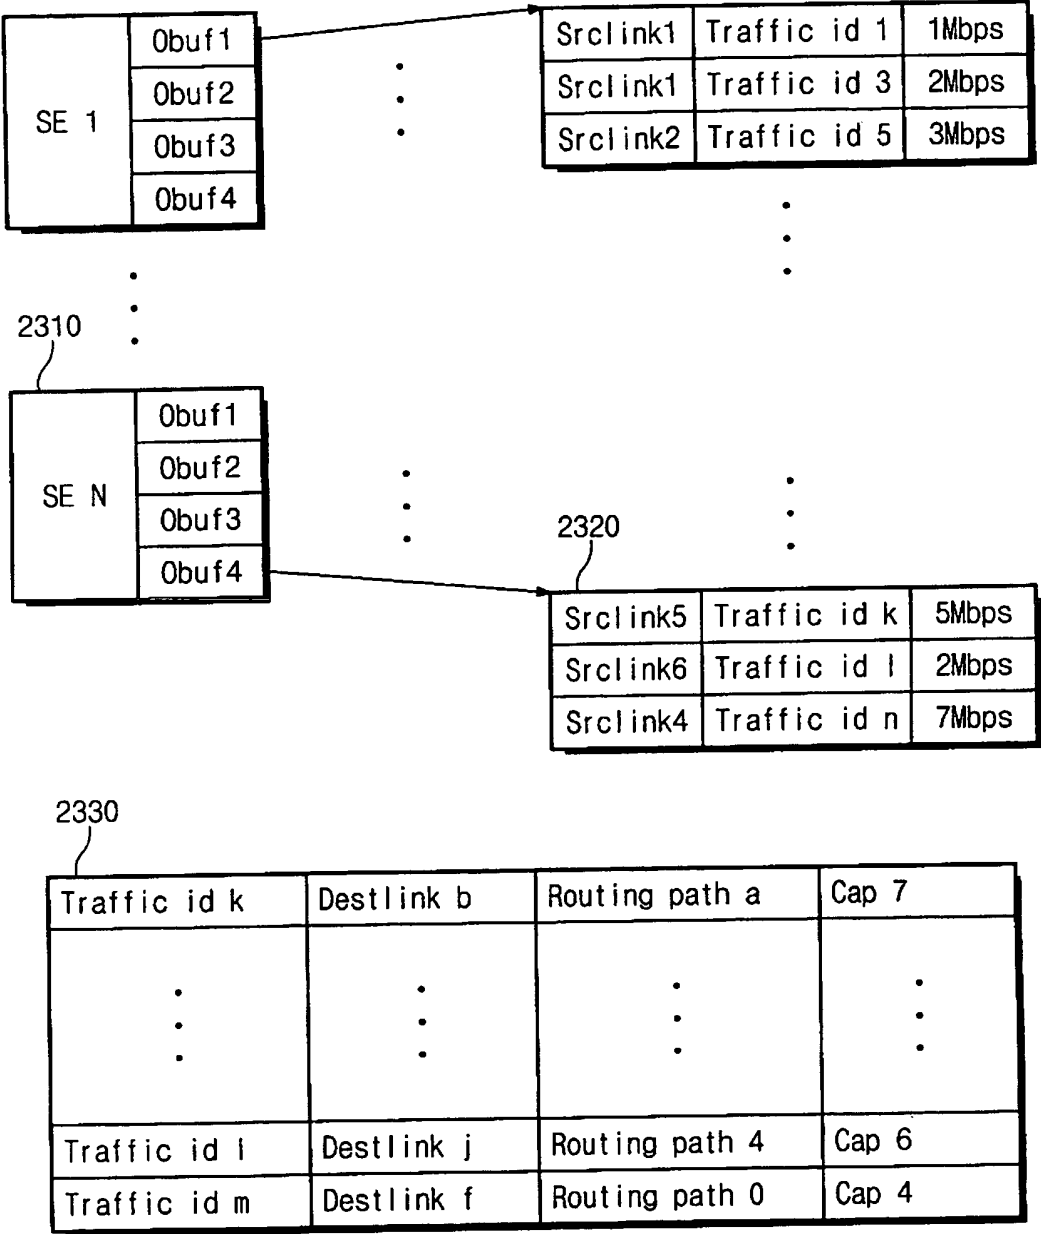 SE 1
Obuf1
Obuf2
Obuf3
Obuf4
Srclink1 Traffic id 1 1Mbps
Srclink1 Traffic id 3 2Mbps
Srclink2 Traffic id 5 3Mbps
2310
SE N
Obuf1
Obuf2
Obuf3
Obuf4
2320
Srclink5 Traffic id k 5Mbps
Srclink6 Traffic id l 2Mbps
Srclink4 Traffic id n 7Mbps
2330
Traffic id k Destlink b Routing path a Cap 7
Traffic id l Destlink j Routing path 4 Cap 6
Traffic id m Destlink f Routing path 0 Cap 4